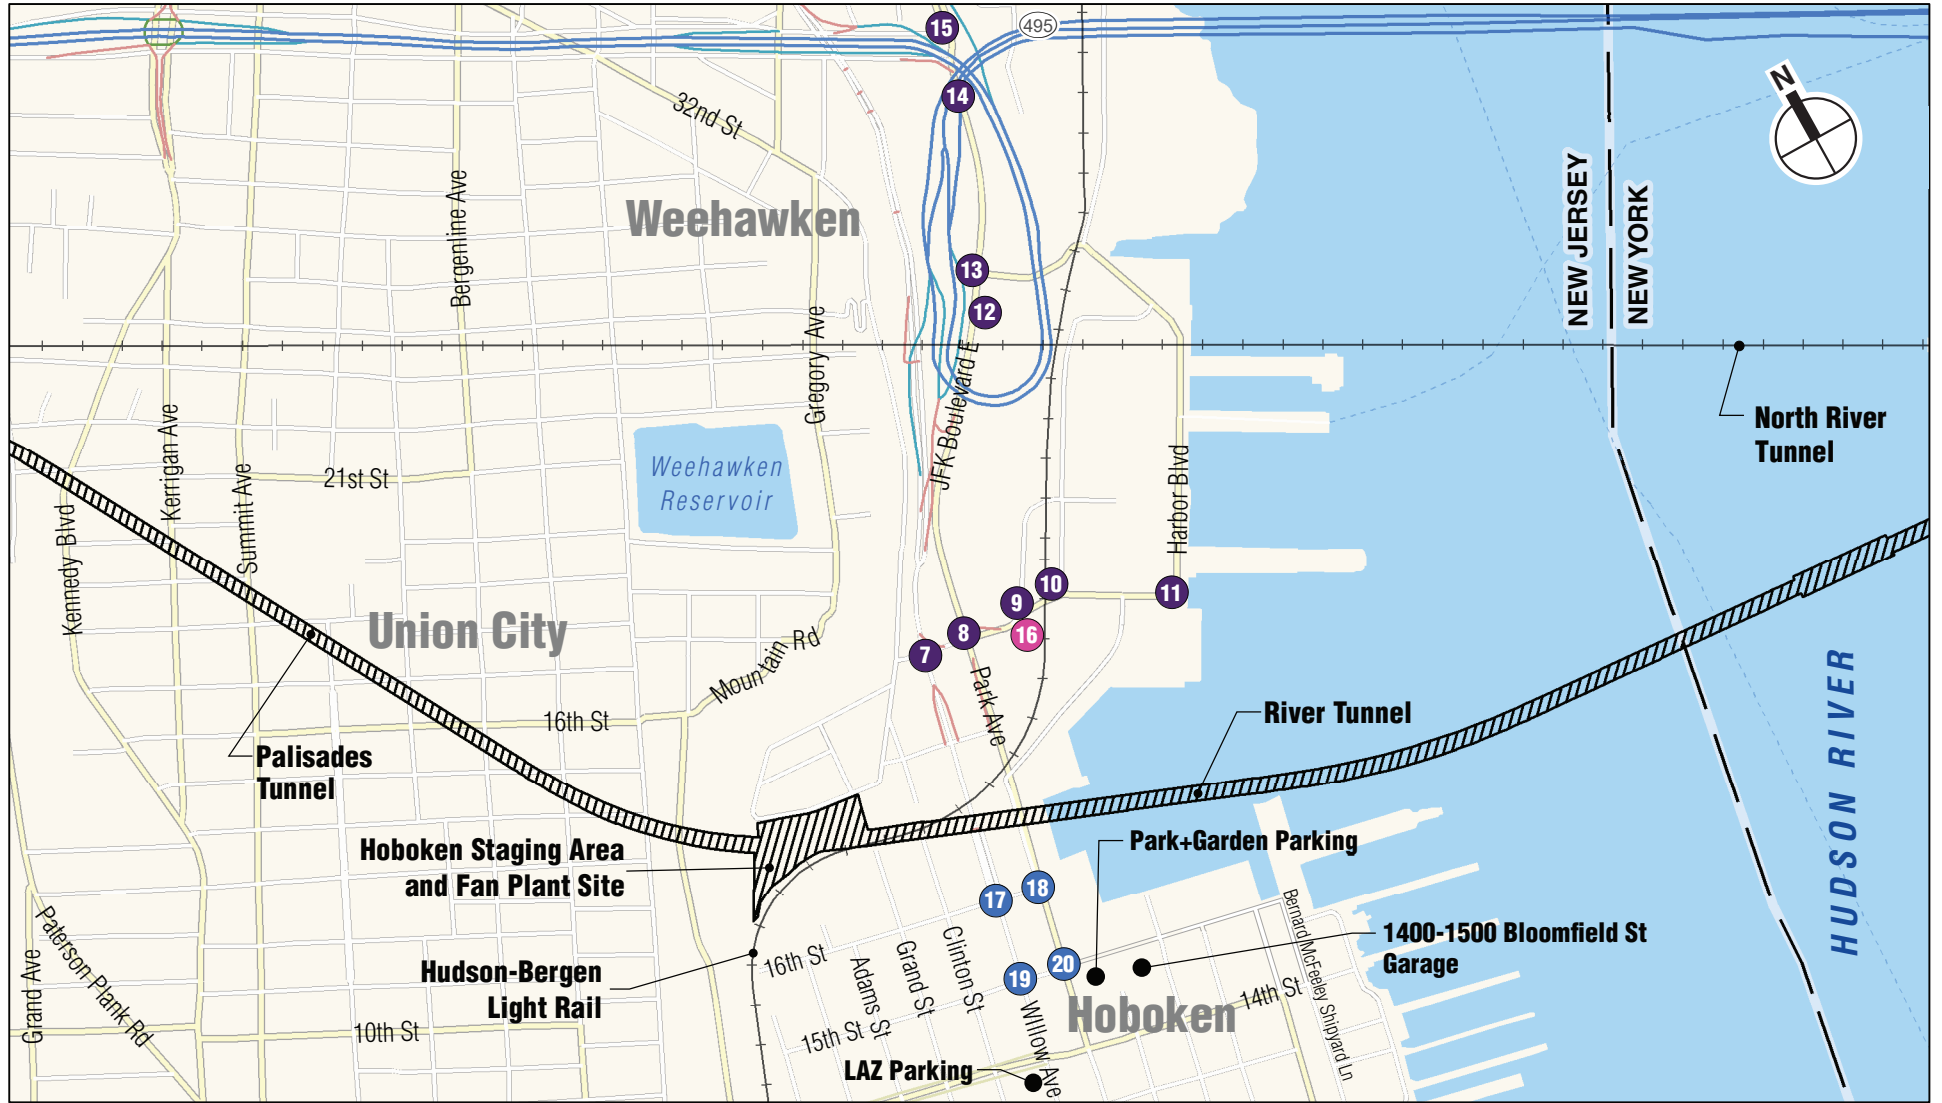 15
495
14
N
32nd St
Bergenline Ave
Weehawken
NEW JERSEY
NEW YORK
13
12
Gregory Ave
JFK Boulevard E
North River
Tunnel
Kerrigan Ave
Summit Ave
21st St
Weehawken
Reservoir
Harbor Blvd
Kennedy Blvd
10
11
9
Union City
8
16
7
Mountain Rd
Park Ave
16th St
River Tunnel
HUDSON RIVER
Palisades
Tunnel
Park+Garden Parking
Hoboken Staging Area
and Fan Plant Site
17
18
Bernard McFeeley Shipyard Ln
1400-1500 Bloomfield St
Garage
Paterson Plank Rd
Grand Ave
Hudson-Bergen
Light Rail
16th St
Adams St
Grand St
Clinton St
20
19
14th St
Hoboken
WIllow Ave
10th St
15th St
LAZ Parking